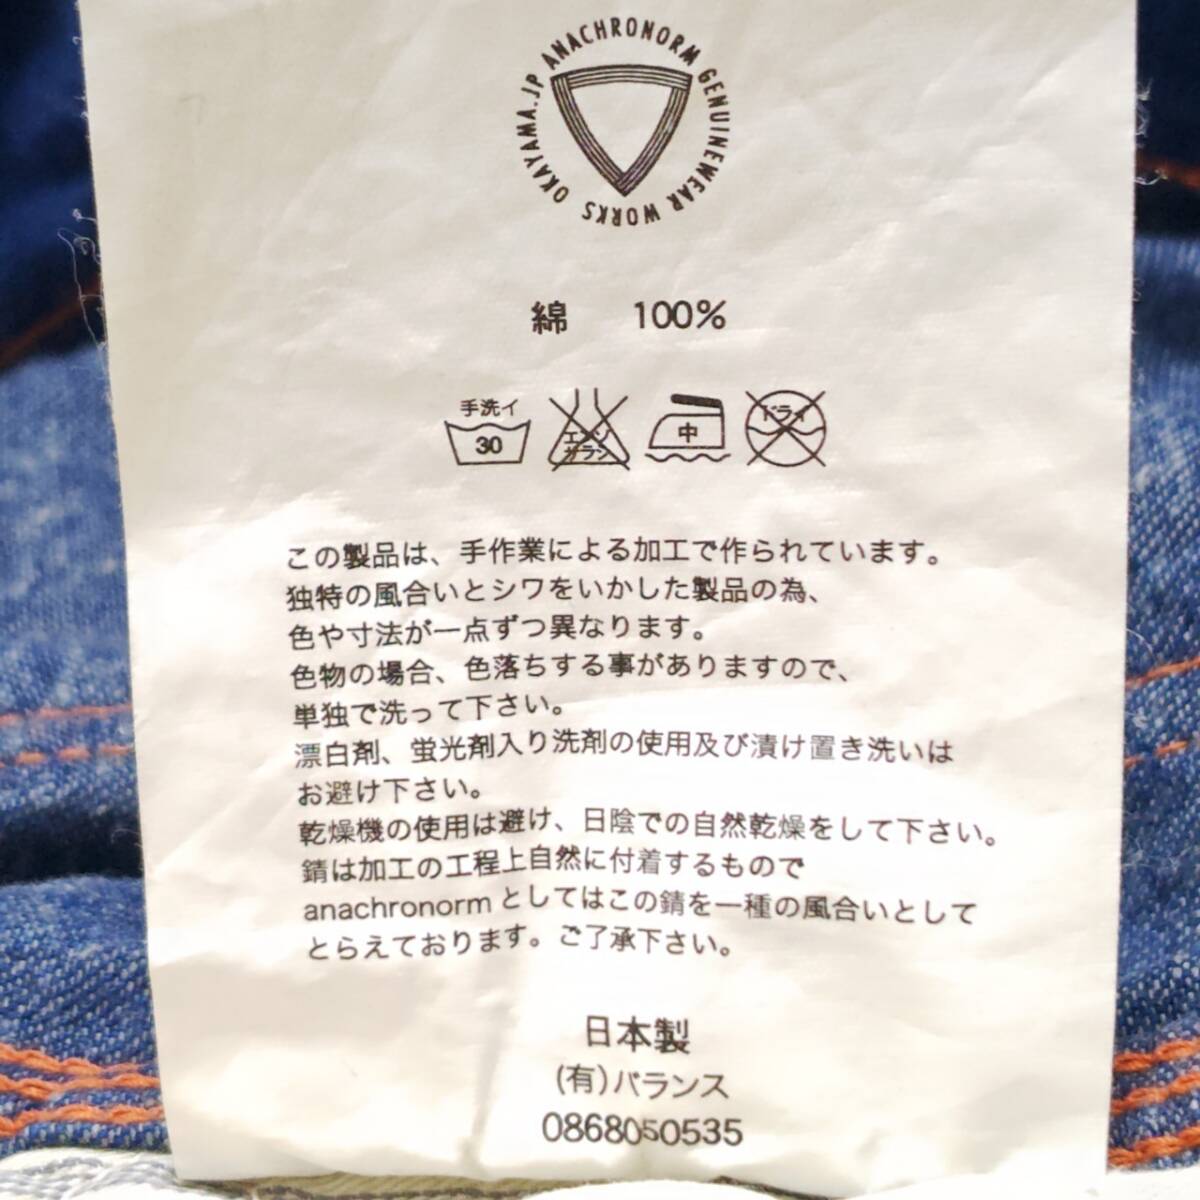 ANACHRONORM GENUINEWEAR WORKS OKAYAMA.JP
綿 100%
手洗イ
30
エンソ
サラシ
中
ドライ
この製品は、手作業による加工で作られています。
独特の風合いとシワをいかした製品の為、
色や寸法が一点ずつ異なります。
色物の場合、色落ちする事がありますので、
単独で洗って下さい。
漂白剤、蛍光剤入り洗剤の使用及び漬け置き洗いは
お避け下さい。
乾燥機の使用は避け、日陰での自然乾燥をして下さい。
錆は加工の工程上自然に付着するもので
anachronormとしてはこの錆を一種の風合いとして
とらえております。ご了承下さい。
日本製
(有)バランス
0868050535